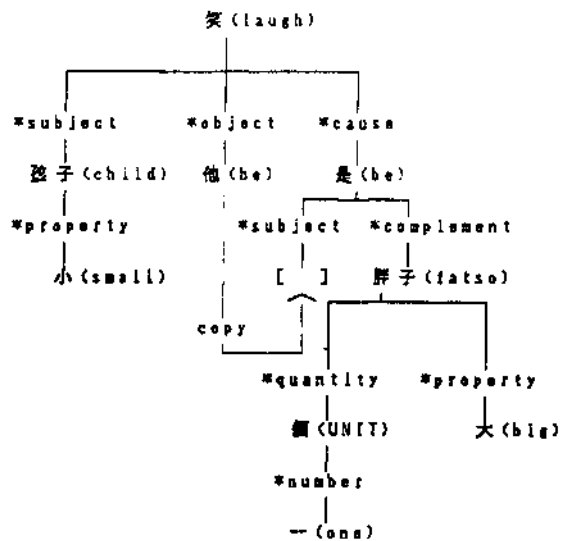 笑(laugh)
*subject *object *cause
孩子(child) 他(he) 是(be)
*property *subject *complement
小(small) [ ] 胖子(fatso)
copy
*quantity *property
個(UNIT) 大(big)
*number
一(one)